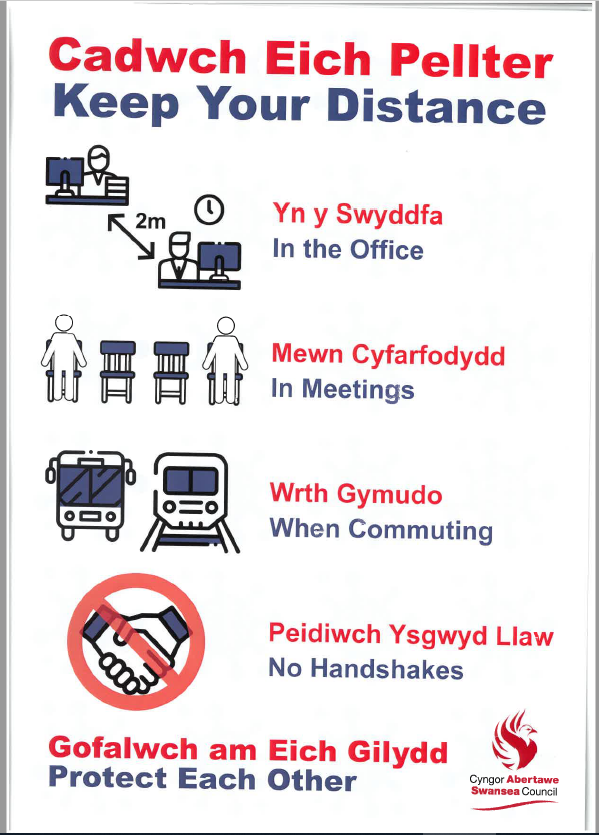 Cadwch Eich Pellter
Keep Your Distance
2m
Yn y Swyddfa
In the Office
Mewn Cyfarfodydd
In Meetings
Wrth Gymudo
When Commuting
Peidiwch Ysgwyd Llaw
No Handshakes
Gofalwch am Eich Gilydd
Protect Each Other
Cyngor Abertawe
Swansea Council